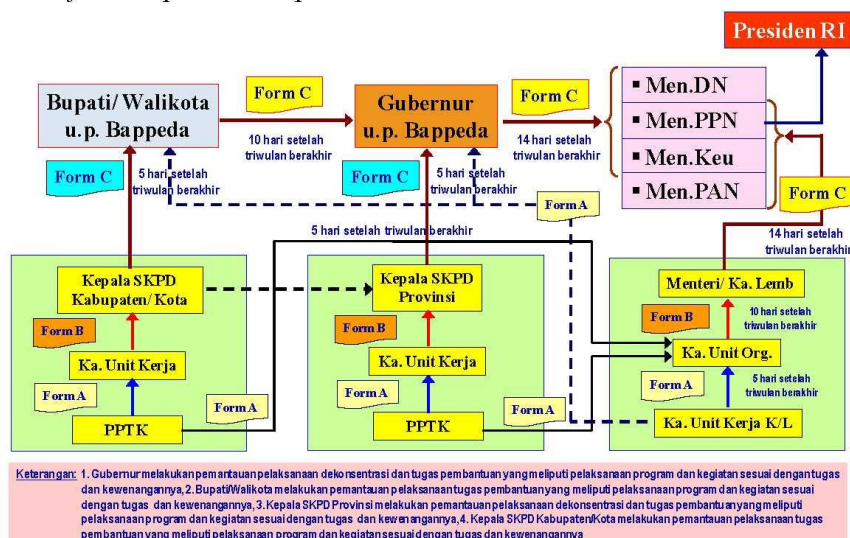 Presiden RI
Bupati/ Walikota
u.p. Bappeda
Form C
10 hari setelah
triwulan berakhir
Gubernur
u.p. Bappeda
Form C
14 hari setelah
triwulan berakhir
▪ Men.DN
▪ Men.PPN
▪ Men.Keu
▪ Men.PAN
Form C
5 hari setelah
triwulan berakhir
Form C
5 hari setelah
triwulan berakhir
Form A
Form C
14 hari setelah
triwulan berakhir
5 hari setelah
triwulan berakhir
Kepala SKPD
Kabupaten/ Kota
Form B
Ka. Unit Kerja
Form A
PPTK
Form A
Kepala SKPD
Provinsi
Form B
Ka. Unit Kerja
Form A
PPTK
Form A
Menteri/ Ka. Lemb
Form B
10 hari setelah
triwulan berakhir
Ka. Unit Org.
Form A
5 hari setelah
triwulan berakhir
Ka. Unit Kerja K/L
Keterangan: 1. Gubernur melakukan pemantauan pelaksanaan dekonsentrasi dan tugas pembantuan yang meliputi pelaksanaan program dan kegiatan sesuai dengan tugas
dan kewenangannya, 2. Bupati/Walikota melakukan pemantauan pelaksanaan tugas pembantuan yang meliputi pelaksanaan program dan kegiatan sesuai
dengan tugas dan kewenangannya, 3. Kepala SKPD Provinsi melakukan pemantauan pelaksanaan dekonsentrasi dan tugas pembantuan yang meliputi
pelaksanaan program dan kegiatan sesuai dengan tugas dan kewenangannya, 4. Kepala SKPD Kabupaten/Kota melakukan pemantauan pelaksanaan tugas
pembantuan yang meliputi pelaksanaan program dan kegiatan sesuai dengan tugas dan kewenangannya